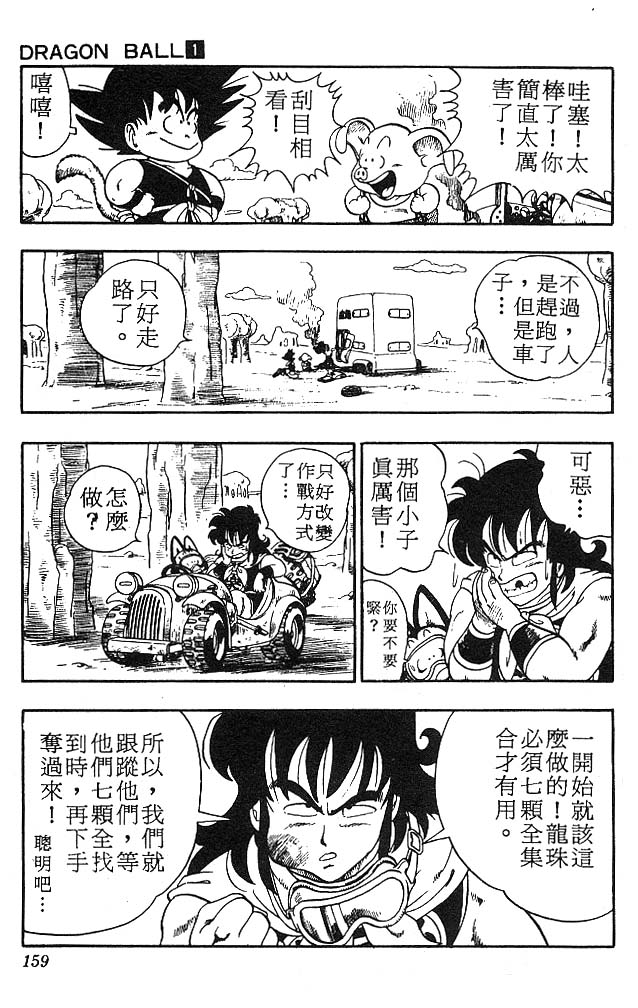 DRAGON BALL 1
哇塞！太
棒了！你
簡直太厲
害了！
刮目相
看！
嘻
嘻！
不過，人
是趕跑了
，但是車
子…
只好走
路了。
可惡…
那個小子
眞厲害！
你要不要
緊？
只好改變
作戰方式
了…
怎麼
做？
一開始就該這
麼做的！龍珠
必須七顆全集
合才有用。
所以，我們就
跟蹤他們，等
他們七顆全找
到時，再下手
奪過來！
聰明吧…
159